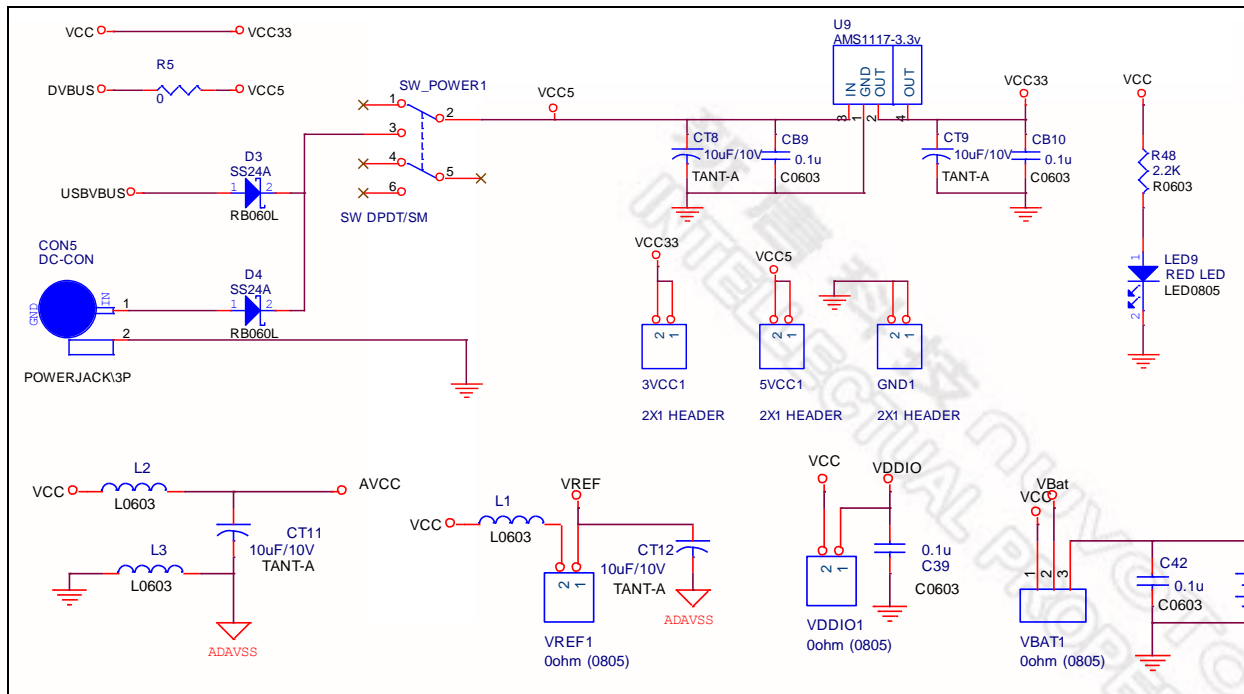 VCC
VCC33
R5
DVBUS
0
VCC5
SW_POWER1
1
2
3
4
5
6
SW DPDT/SM
D3
SS24A
1
2
RB060L
USBVBUS
CON5
DC-CON
D4
SS24A
1
2
RB060L
GND
IN
1
2
POWERJACK\3P
VCC5
U9
AMS1117-3.3v
IN
GND
OUT
OUT
3
1
2
4
VCC33
CT8
10uF/10V
TANT-A
CB9
0.1u
C0603
CT9
10uF/10V
TANT-A
CB10
0.1u
C0603
VCC
R48
2.2K
R0603
1
LED9
RED LED
LED0805
2
VCC33
2
1
3VCC1
2X1 HEADER
VCC5
2
1
5VCC1
2X1 HEADER
2
1
GND1
2X1 HEADER
L2
VCC
L0603
AVCC
CT11
10uF/10V
TANT-A
L3
L0603
ADAVSS
VREF
L1
VCC
L0603
CT12
10uF/10V
TANT-A
2
1
ADAVSS
VREF1
0ohm (0805)
VCC
VDDIO
2
1
0.1u
C39
C0603
VDDIO1
0ohm (0805)
VBat
VCC
1
2
3
C42
0.1u
C0603
VBAT1
0ohm (0805)
科技 nuvoTo
INTELLECTUAL PROPE